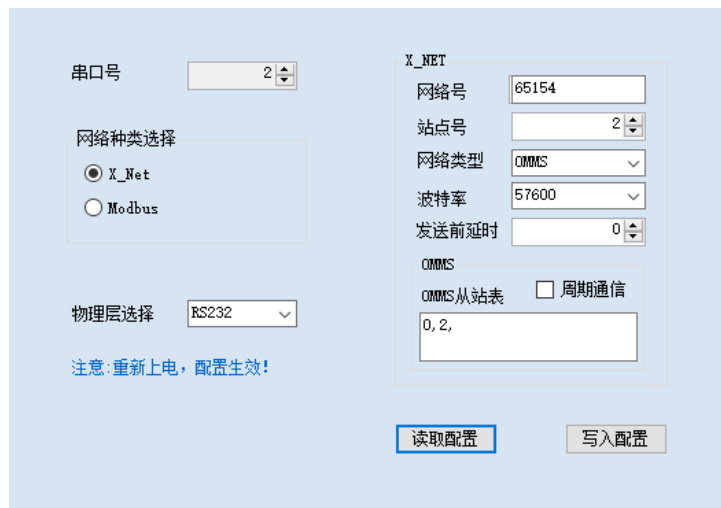 串口号
2
网络种类选择
X_Net
Modbus
物理层选择
RS232
注意:重新上电，配置生效!
X_NET
网络号
65154
站点号
2
网络类型
OMMS
波特率
57600
发送前延时
0
OMMS
OMMS从站表
周期通信
0,2,
读取配置
写入配置